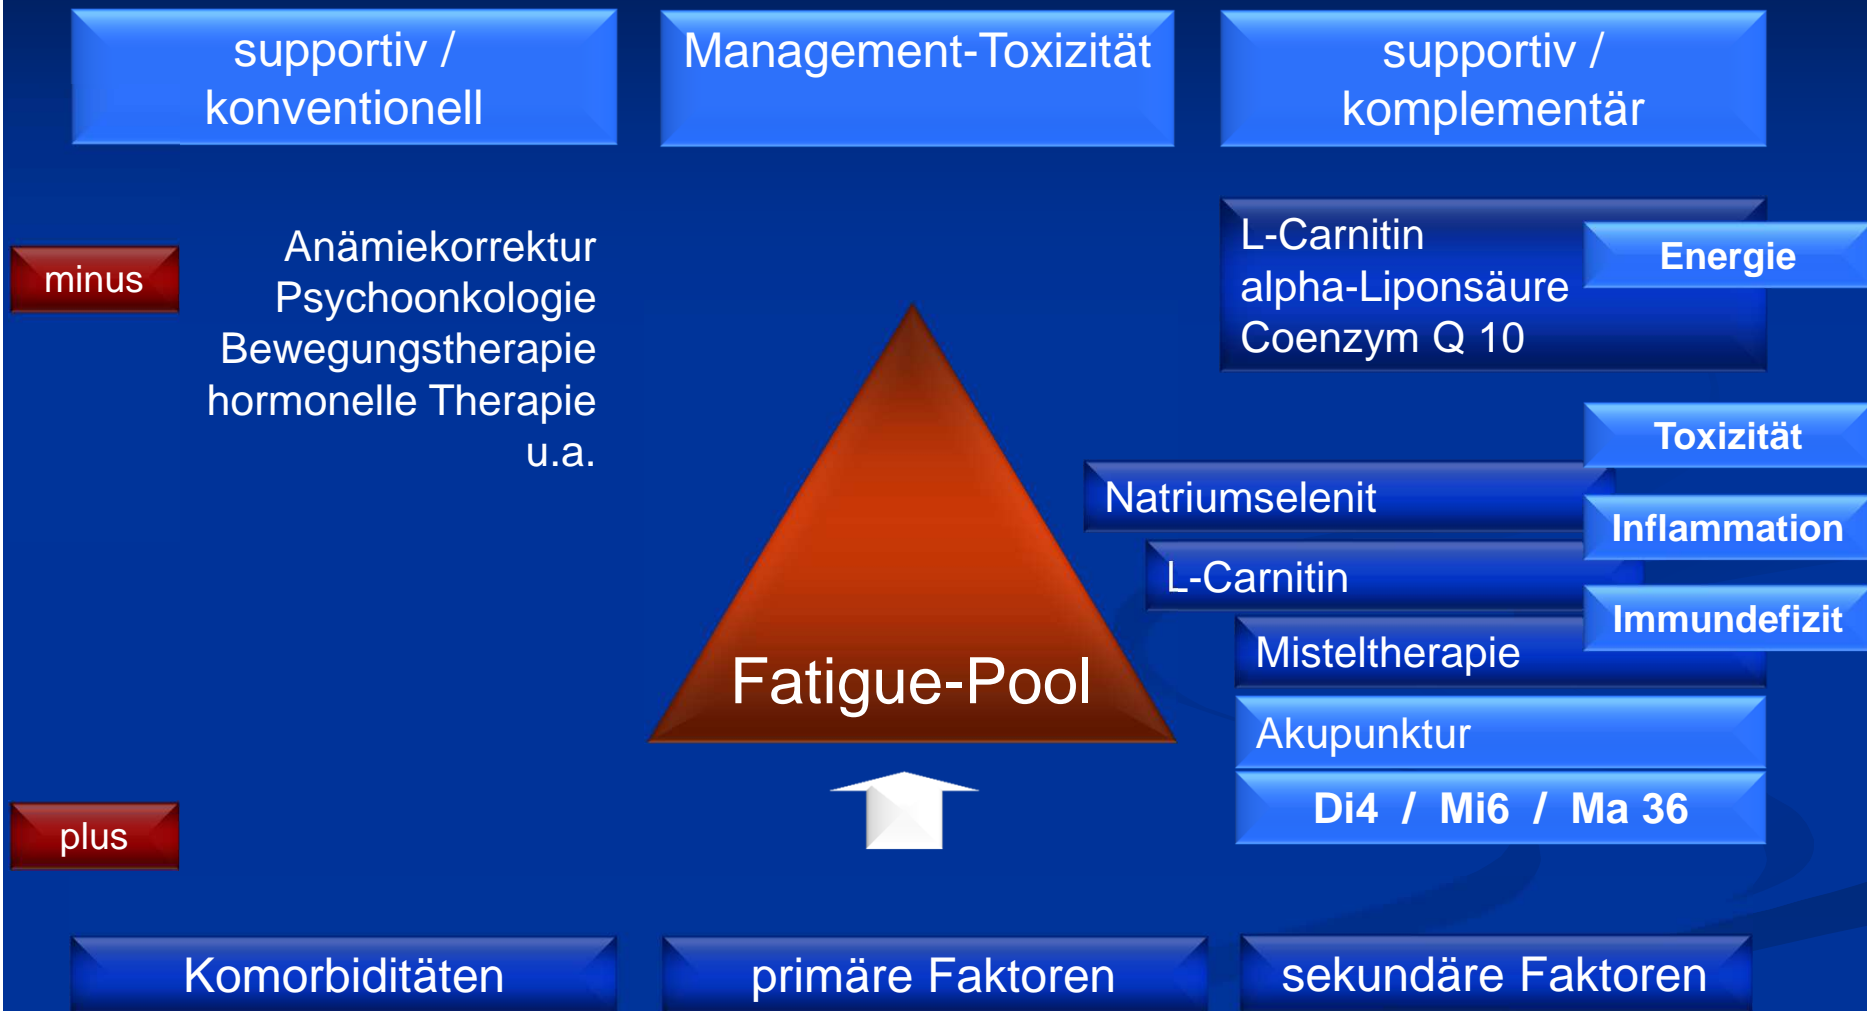 supportiv /
konventionell
Management-Toxizität
supportiv /
komplementär
minus
Anämiekorrektur
Psychoonkologie
Bewegungstherapie
hormonelle Therapie
u.a.
L-Carnitin
alpha-Liponsäure
Coenzym Q 10
Energie
Toxizität
Natriumselenit
Inflammation
L-Carnitin
Immundefizit
Misteltherapie
Fatigue-Pool
Akupunktur
Di4 / Mi6 / Ma 36
plus
Komorbiditäten
primäre Faktoren
sekundäre Faktoren